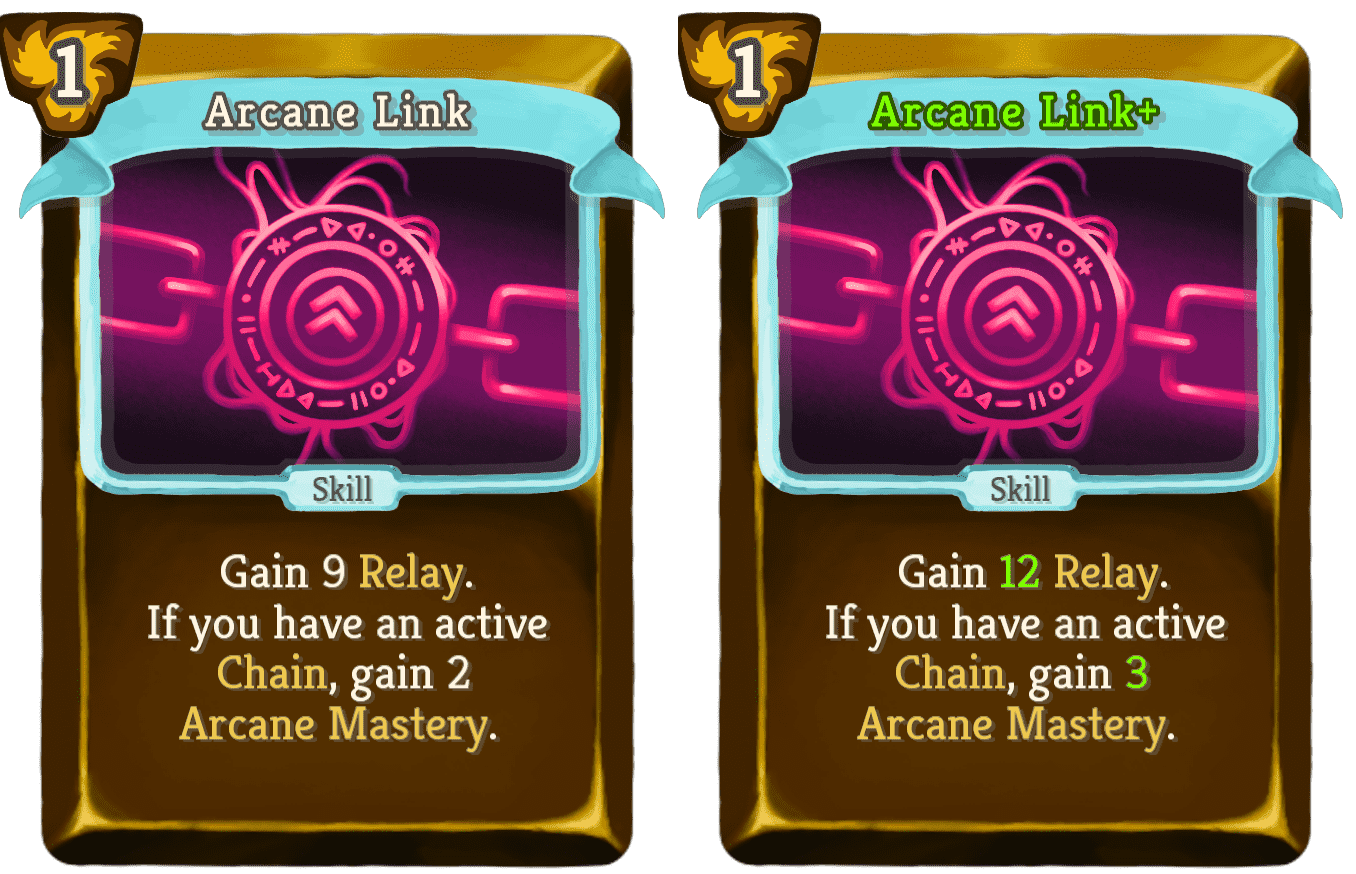 1
Arcane Link
Skill
Gain 9 Relay.
If you have an active
Chain, gain 2
Arcane Mastery.
1
Arcane Link+
Skill
Gain 12 Relay.
If you have an active
Chain, gain 3
Arcane Mastery.